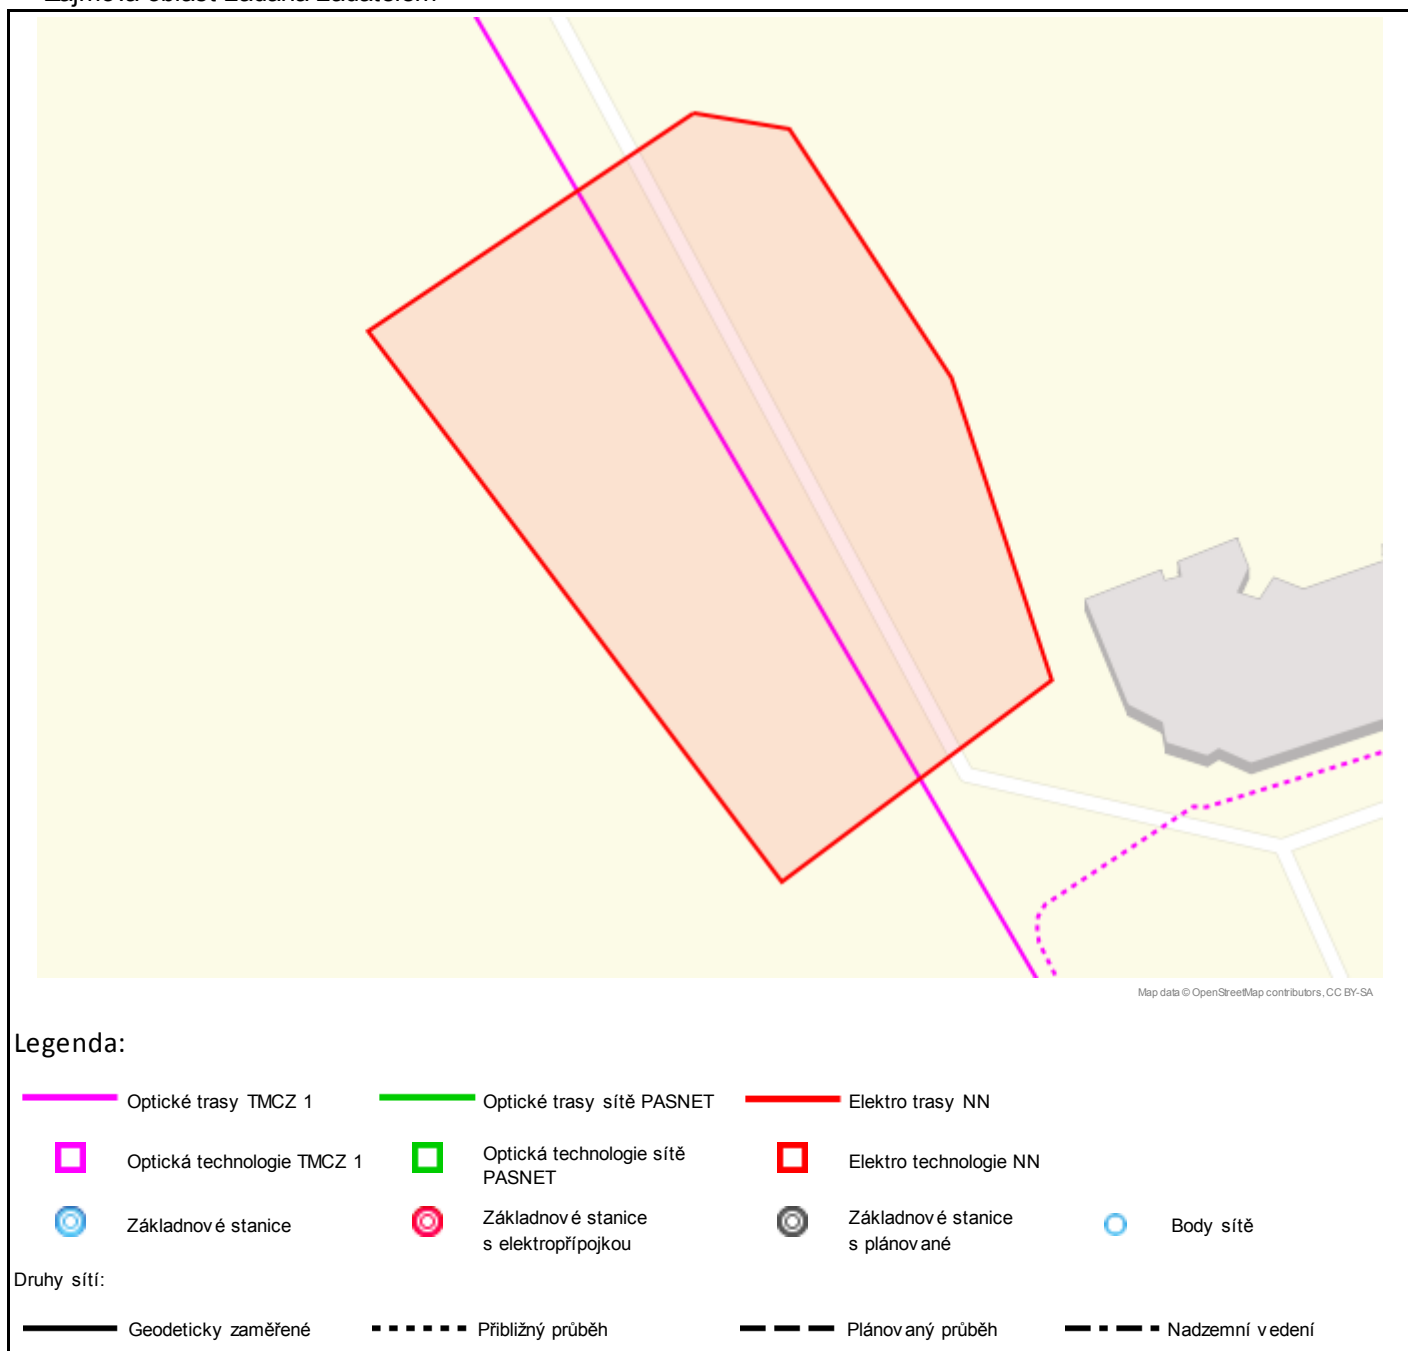 Map data © OpenStreetMap contributors, CC BY-SA
Legenda:
Optické trasy TMCZ 1
Optické trasy sítě PASNET
Elektro trasy NN
Optická technologie TMCZ 1
Optická technologie sítě
PASNET
Elektro technologie NN
Základnové stanice
Základnové stanice
s elektropřípojkou
Základnové stanice
s plánované
Body sítě
Druhy sítí:
Geodeticky zaměřené
Přibližný průběh
Plánovaný průběh
Nadzemní vedení